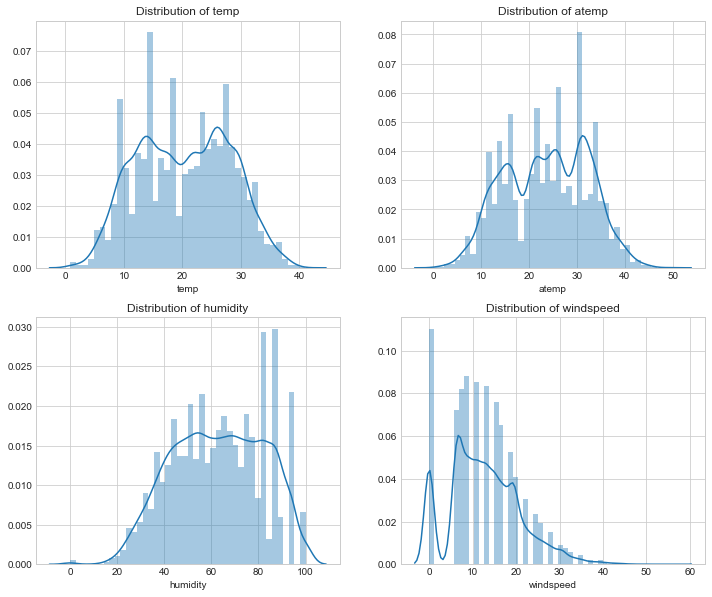 Distribution of temp
0.07
0.06
0.05
0.04
0.03
0.02
0.01
0.00
0 10 20 30 40
temp
Distribution of atemp
0.08
0.07
0.06
0.05
0.04
0.03
0.02
0.01
0.00
0 10 20 30 40 50
atemp
Distribution of humidity
0.030
0.025
0.020
0.015
0.010
0.005
0.000
0 20 40 60 80 100
humidity
Distribution of windspeed
0.10
0.08
0.06
0.04
0.02
0.00
0 10 20 30 40 50 60
windspeed